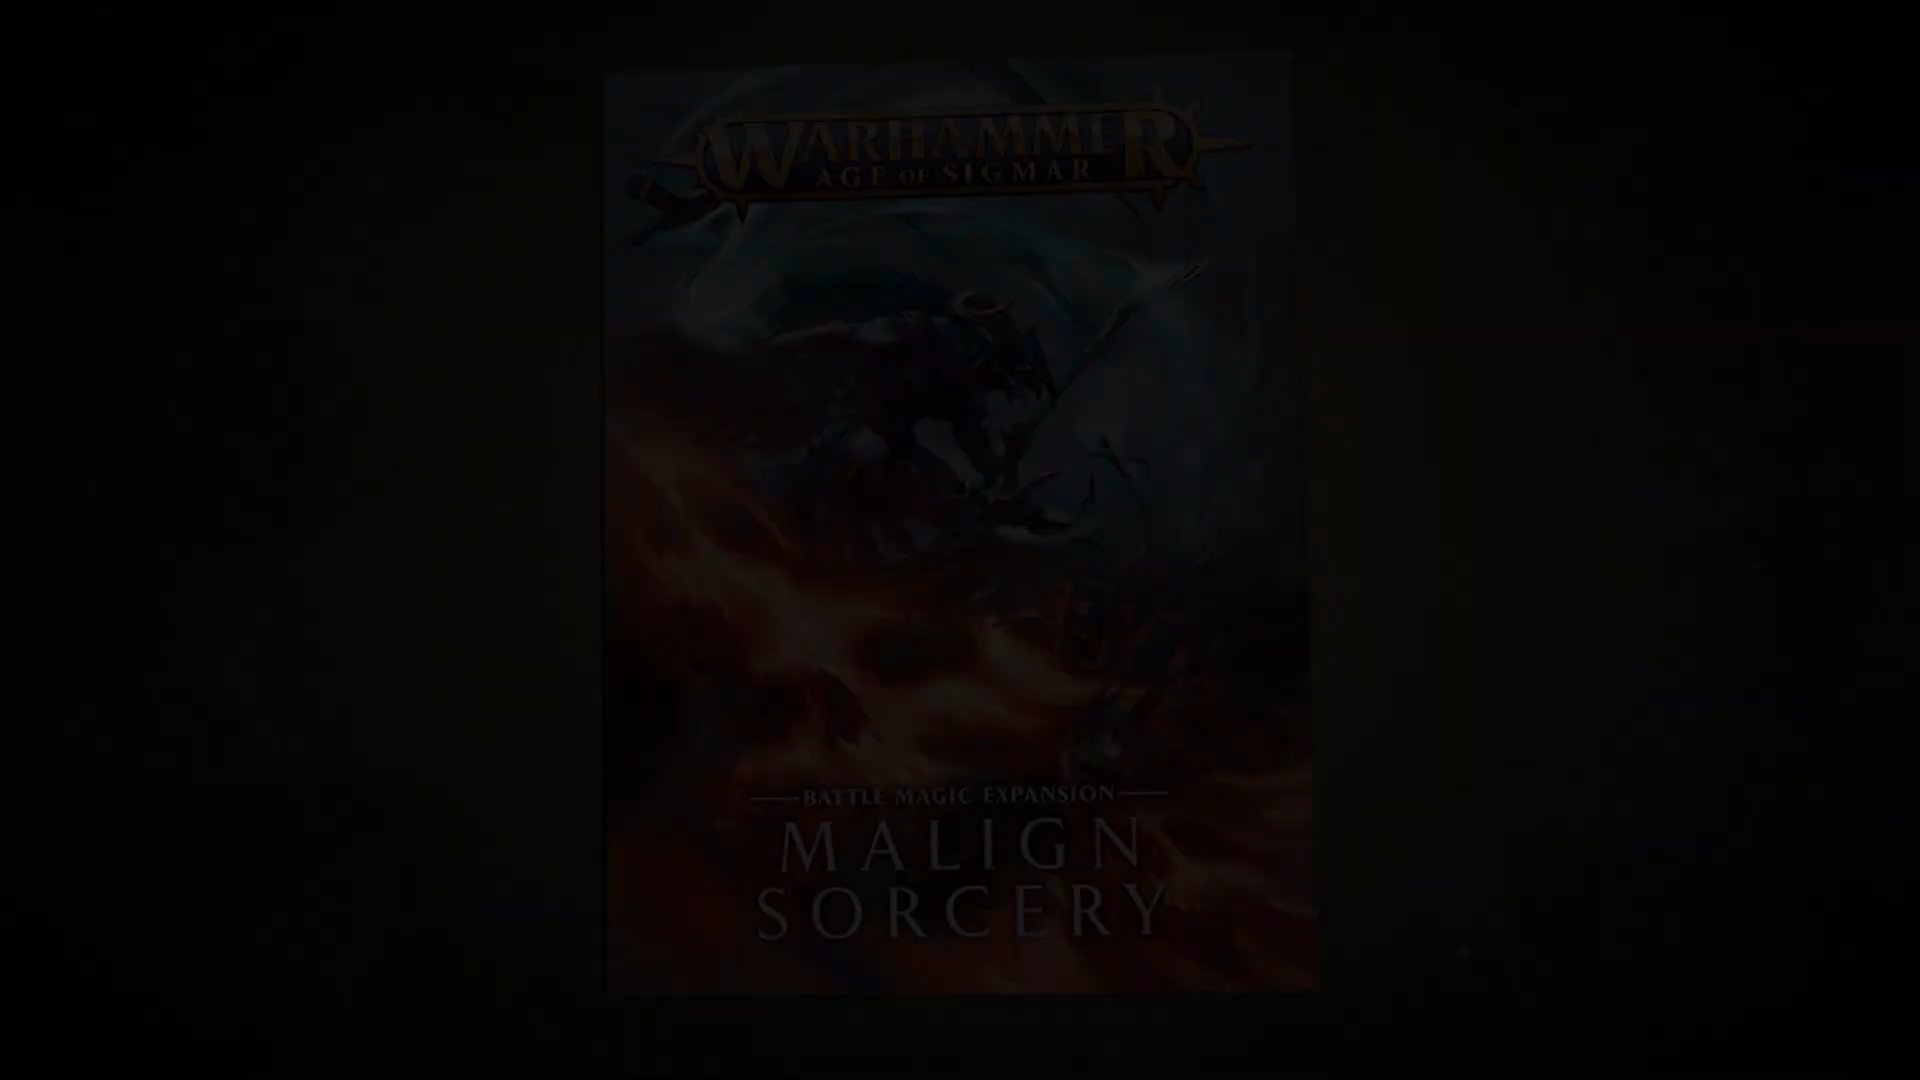 WARHAMMER
AGE OF SIGMAR
BATTLE MAGIC EXPANSION
MALIGN
SORCERY